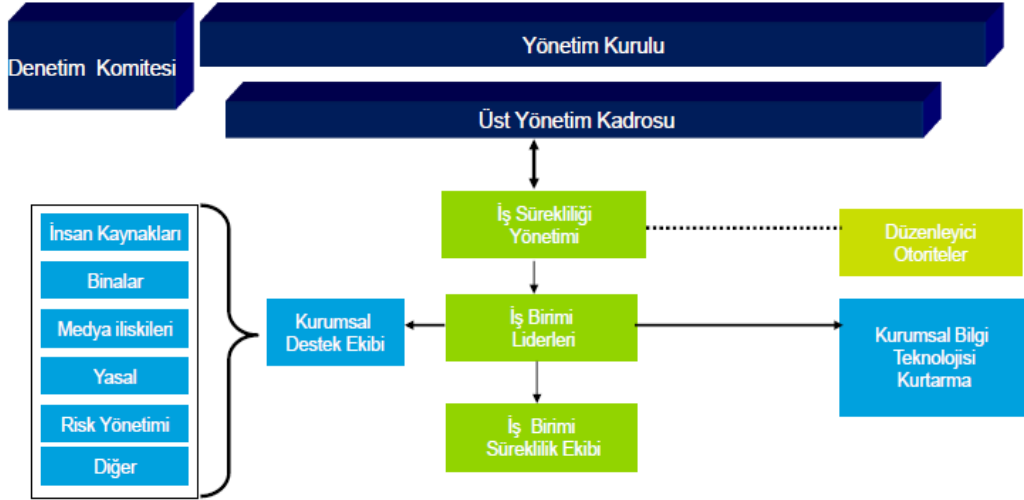 Denetim Komitesi
Yönetim Kurulu
Üst Yönetim Kadrosu
İş Sürekliliği
Yönetimi
Düzenleyici
Otoriteler
İnsan Kaynakları
Binalar
Medya iliskileri
Yasal
Risk Yönetimi
Diğer
Kurumsal
Destek Ekibi
İş Birimi
Liderleri
Kurumsal Bilgi
Teknolojisi
Kurtarma
İş Birimi
Süreklilik Ekibi